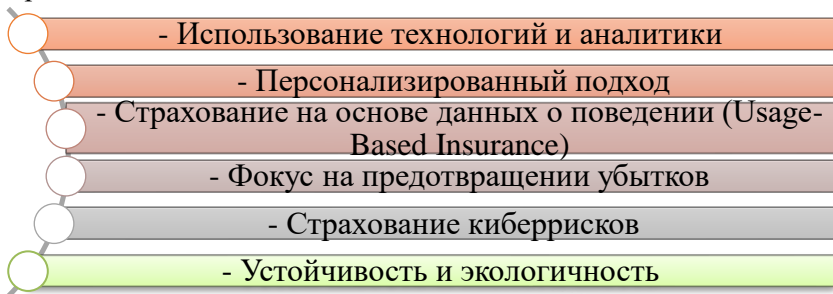 - Использование технологий и аналитики
- Персонализированный подход
- Страхование на основе данных о поведении (Usage-
Based Insurance)
- Фокус на предотвращении убытков
- Страхование киберрисков
- Устойчивость и экологичность